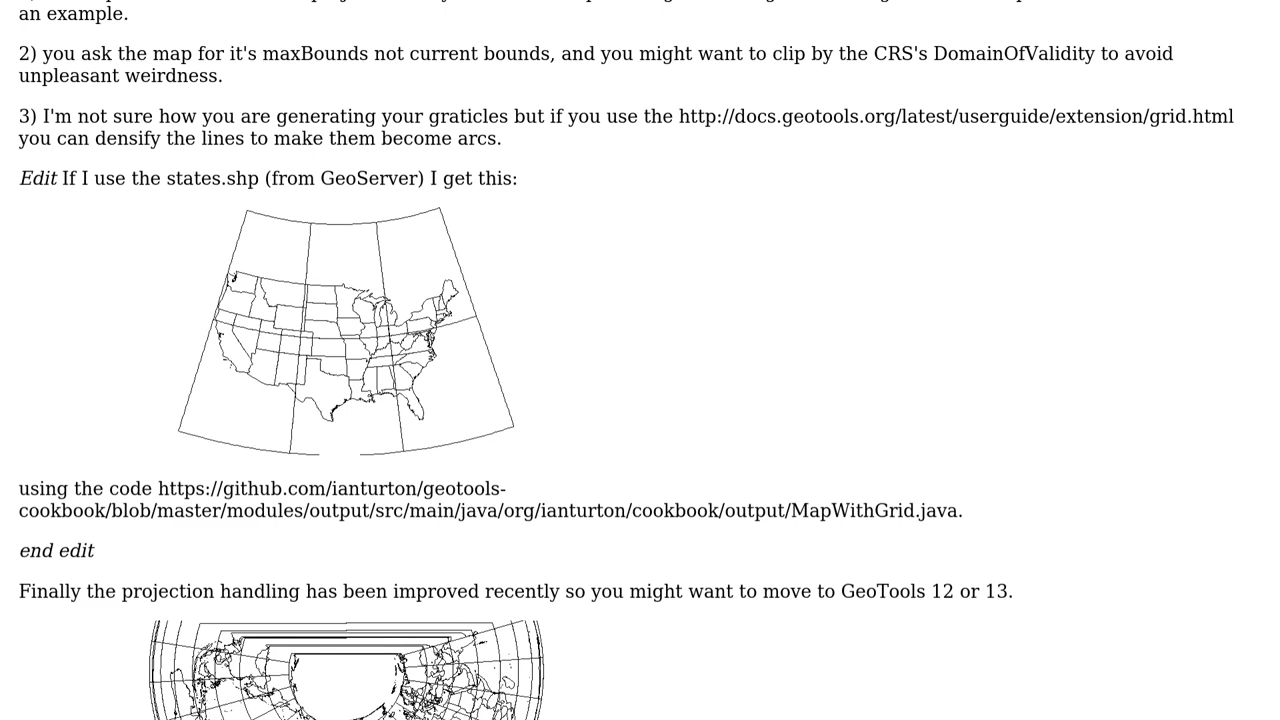 an example.
2) you ask the map for it's maxBounds not current bounds, and you might want to clip by the CRS's DomainOfValidity to avoid
unpleasant weirdness.
3) I'm not sure how you are generating your graticles but if you use the http://docs.geotools.org/latest/userguide/extension/grid.html
you can densify the lines to make them become arcs.
Edit If I use the states.shp (from GeoServer) I get this:
using the code https://github.com/ianturton/geotools-
cookbook/blob/master/modules/output/src/main/java/org/ianturton/cookbook/output/MapWithGrid.java.
end edit
Finally the projection handling has been improved recently so you might want to move to GeoTools 12 or 13.